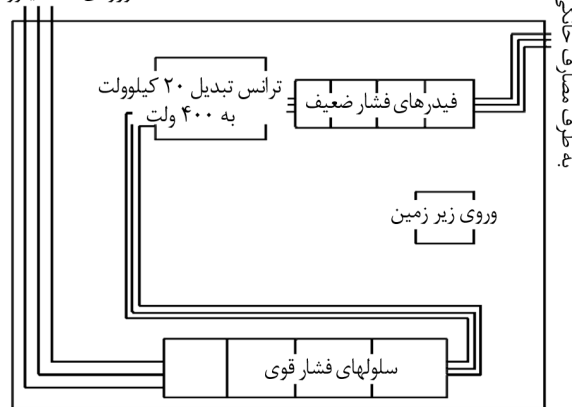 ترانس تبدیل ۲۰ کیلوولت
به ۴۰۰ ولت
فیدرهای فشار ضعیف
به طرف مصارف خانگی
وروی زیر زمین
سلولهای فشار قوی